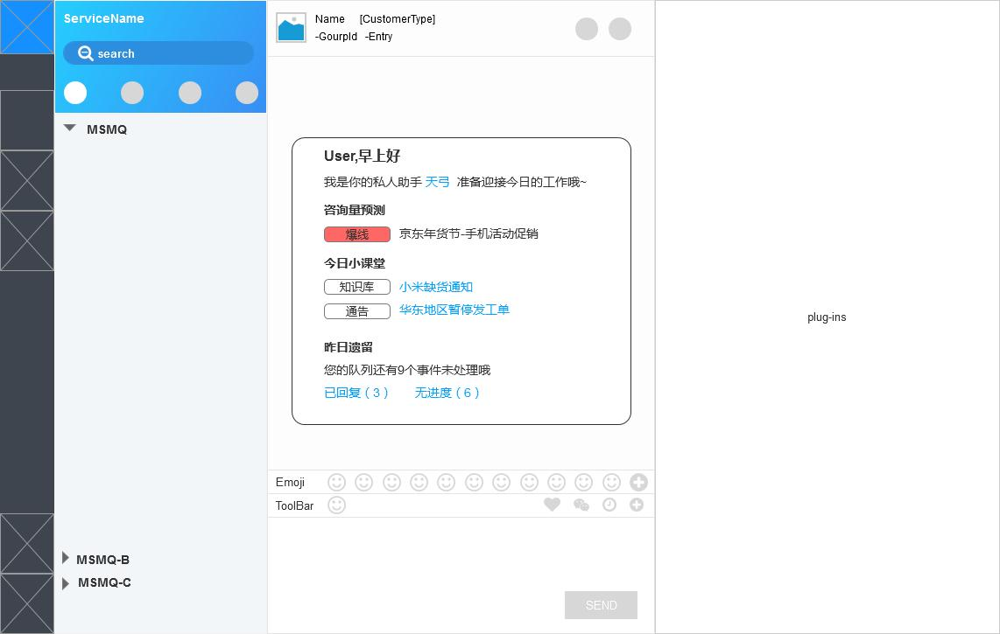 ServiceName
search
MSMQ
MSMQ-B
MSMQ-C
Name [CustomerType]
-GourpId -Entry
User,早上好
我是你的私人助手 天弓 准备迎接今日的工作哦~
咨询量预测
爆线 京东年货节-手机活动促销
今日小课堂
知识库 小米缺货通知
通告 华东地区暂停发工单
昨日遗留
您的队列还有9个事件未处理哦
已回复（3） 无进度（6）
Emoji
ToolBar
SEND
plug-ins